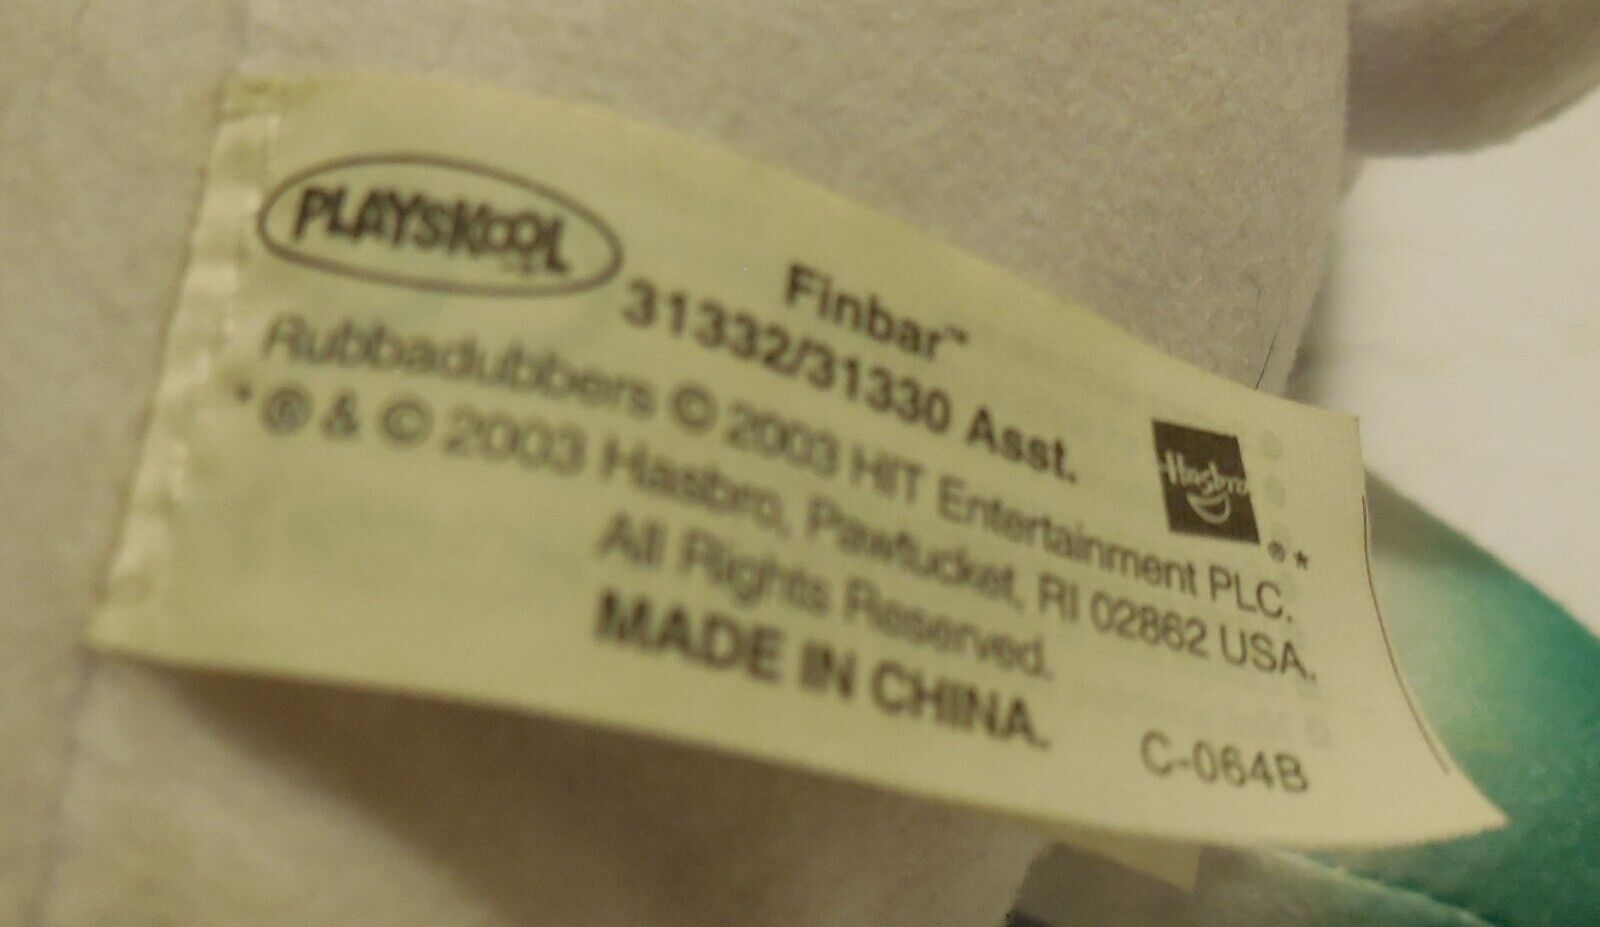 PLAYSKOOL
Finbar™
31332/31330 Asst.
Rubbadubbers © 2003 HIT Entertainment PLC.
* ® & © 2003 Hasbro, Pawtucket, RI 02862 USA.
All Rights Reserved.
MADE IN CHINA.
Hasbro ® *
C-064B